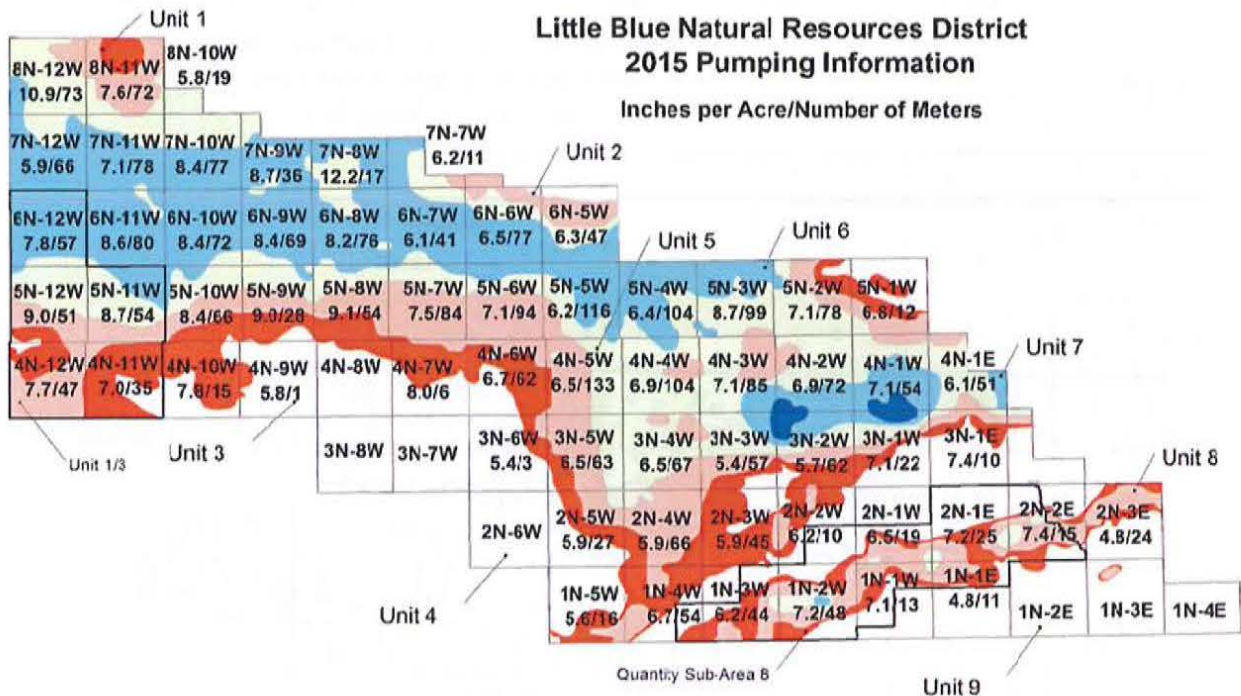 Little Blue Natural Resources District
2015 Pumping Information
Inches per Acre/Number of Meters
Unit 1
8N-12W 8N-11W 8N-10W
10.9/73 7.6/72 5.8/19
7N-12W 7N-11W 7N-10W 7N-9W 7N-8W 7N-7W
5.9/66 7.1/78 8.4/77 8.7/36 12.2/17 6.2/11
Unit 2
6N-12W 6N-11W 6N-10W 6N-9W 6N-8W 6N-7W 6N-6W 6N-5W
7.8/57 8.6/80 8.4/72 8.4/69 8.2/76 6.1/41 6.5/77 6.3/47
Unit 5 Unit 6
5N-12W 5N-11W 5N-10W 5N-9W 5N-8W 5N-7W 5N-6W 5N-5W 5N-4W 5N-3W 5N-2W 5N-1W
9.0/51 8.7/54 8.4/66 9.0/28 9.1/54 7.5/84 7.1/94 6.2/116 6.4/104 8.7/99 7.1/78 6.8/12
4N-12W 4N-11W 4N-10W 4N-9W 4N-8W 4N-7W 4N-6W 4N-5W 4N-4W 4N-3W 4N-2W 4N-1W 4N-1E
7.7/47 7.0/35 7.8/15 5.8/1 8.0/6 6.7/62 6.5/133 6.9/104 7.1/85 6.9/72 7.1/54 6.1/51
Unit 7
Unit 1/3 Unit 3
3N-8W 3N-7W 3N-6W 3N-5W 3N-4W 3N-3W 3N-2W 3N-1W 3N-1E
5.4/3 6.5/63 6.5/67 5.4/57 5.7/62 7.1/22 7.4/10
Unit 8
2N-6W 2N-5W 2N-4W 2N-3W 2N-2W 2N-1W 2N-1E 2N-2E 2N-3E
5.9/27 5.9/66 5.9/45 6.2/10 6.5/19 7.2/25 7.4/15 4.8/24
Unit 4
1N-5W 1N-4W 1N-3W 1N-2W 1N-1W 1N-1E 1N-2E 1N-3E 1N-4E
5.6/16 6.7/54 6.2/44 7.2/48 7.1/13 4.8/11
Quantity Sub-Area 8
Unit 9